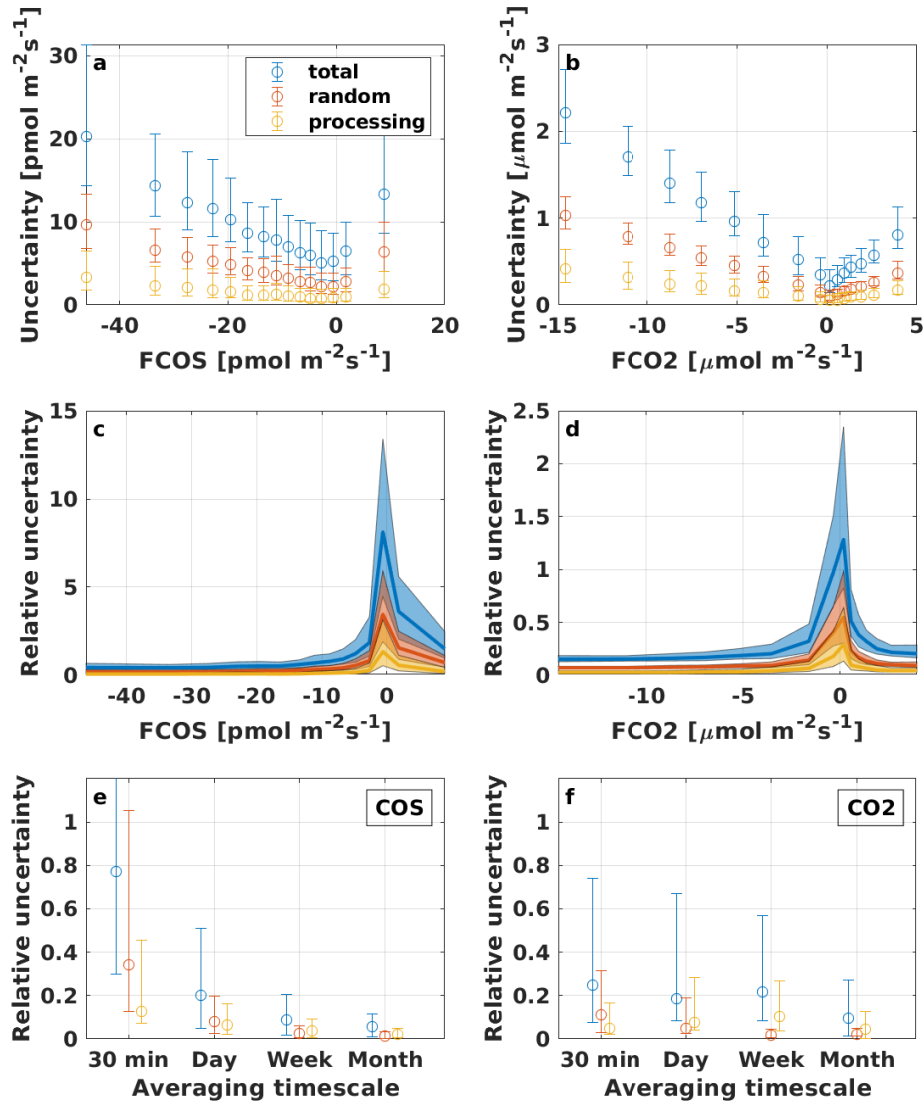 a
total
random
processing
Uncertainty [pmol m-2s-1]
30
20
10
0
-40
-20
0
20
FCOS [pmol m-2s-1]
b
Uncertainty [μmol m-2s-1]
3
2
1
0
-15
-10
-5
0
5
FCO2 [μmol m-2s-1]
c
Relative uncertainty
15
10
5
0
-40
-30
-20
-10
0
FCOS [pmol m-2s-1]
d
Relative uncertainty
2.5
2
1.5
1
0.5
0
-10
-5
0
FCO2 [μmol m-2s-1]
e
COS
Relative uncertainty
1
0.8
0.6
0.4
0.2
0
30 min
Day
Week
Month
Averaging timescale
f
CO2
Relative uncertainty
1
0.8
0.6
0.4
0.2
0
30 min
Day
Week
Month
Averaging timescale